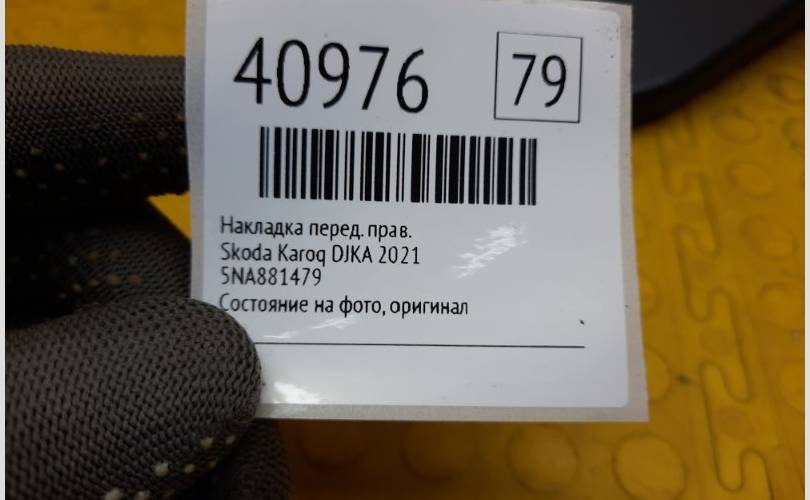 40976 79
Накладка перед. прав.
Skoda Karoq DJKA 2021
5NA881479
Состояние на фото, оригинал